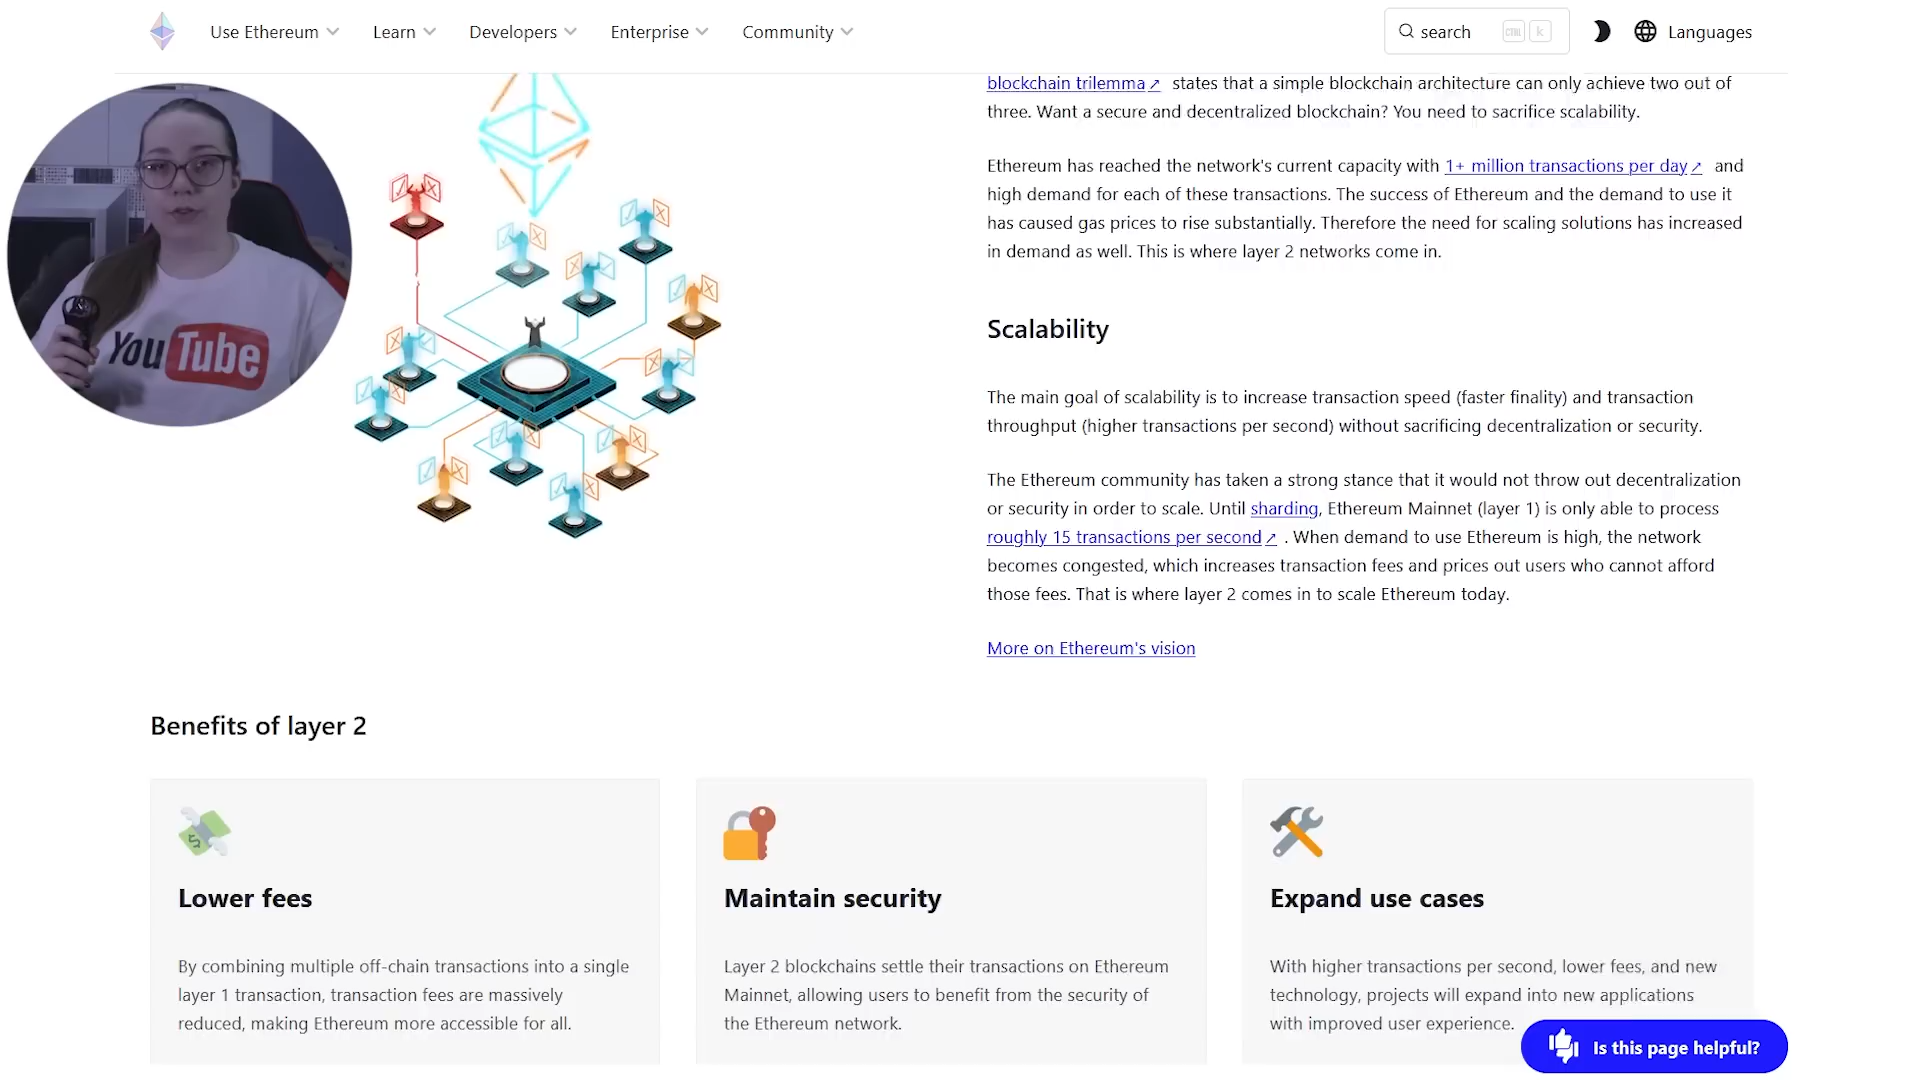 Use Ethereum
Learn
Developers
Enterprise
Community
search
CTRL
k
Languages
blockchain trilemma↗ states that a simple blockchain architecture can only achieve two out of
three. Want a secure and decentralized blockchain? You need to sacrifice scalability.
Ethereum has reached the network's current capacity with 1+ million transactions per day↗ and
high demand for each of these transactions. The success of Ethereum and the demand to use it
has caused gas prices to rise substantially. Therefore the need for scaling solutions has increased
in demand as well. This is where layer 2 networks come in.
YouTube
Scalability
The main goal of scalability is to increase transaction speed (faster finality) and transaction
throughput (higher transactions per second) without sacrificing decentralization or security.
The Ethereum community has taken a strong stance that it would not throw out decentralization
or security in order to scale. Until sharding, Ethereum Mainnet (layer 1) is only able to process
roughly 15 transactions per second↗ . When demand to use Ethereum is high, the network
becomes congested, which increases transaction fees and prices out users who cannot afford
those fees. That is where layer 2 comes in to scale Ethereum today.
More on Ethereum's vision
Benefits of layer 2
Lower fees
By combining multiple off-chain transactions into a single
layer 1 transaction, transaction fees are massively
reduced, making Ethereum more accessible for all.
Maintain security
Layer 2 blockchains settle their transactions on Ethereum
Mainnet, allowing users to benefit from the security of
the Ethereum network.
Expand use cases
With higher transactions per second, lower fees, and new
technology, projects will expand into new applications
with improved user experience.
Is this page helpful?